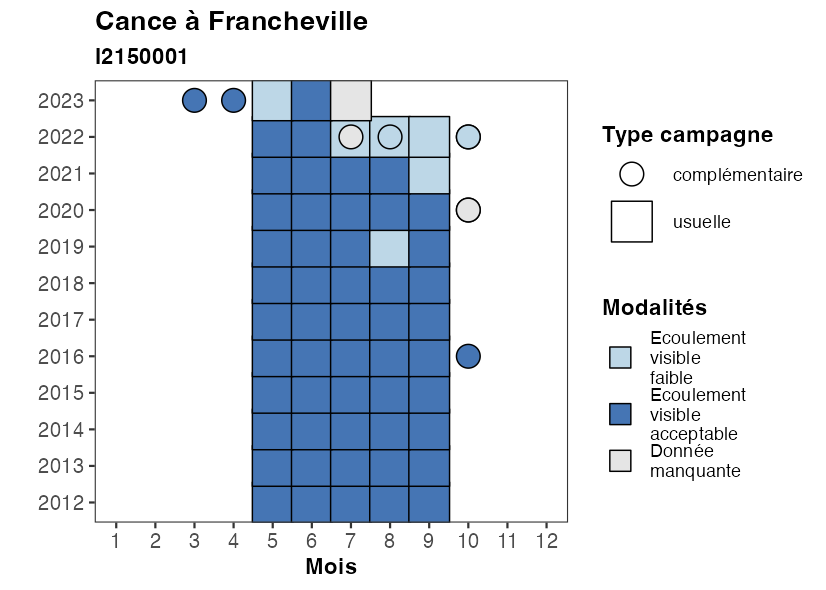 Cance à Francheville
I2150001
2023
2022
2021
2020
2019
2018
2017
2016
2015
2014
2013
2012
1 2 3 4 5 6 7 8 9 10 11 12
Mois
Type campagne
complémentaire
usuelle
Modalités
Ecoulement
visible
faible
Ecoulement
visible
acceptable
Donnée
manquante